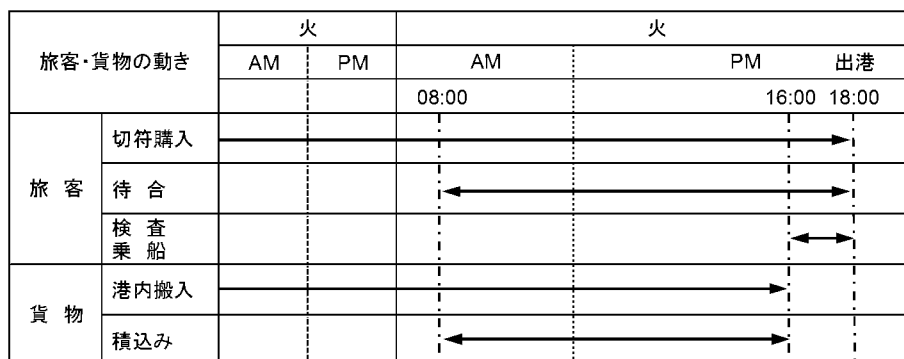 旅客・貨物の動き
火
火
AM
PM
AM
PM
出港
08:00
16:00
18:00
旅 客
切符購入
待 合
検 査
乗 船
貨 物
港内搬入
積込み